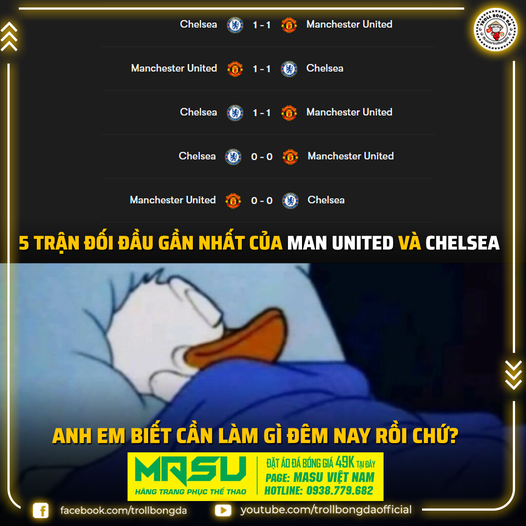 TROLL BONG DA
Chelsea 1 - 1 Manchester United
Manchester United 1 - 1 Chelsea
Chelsea 1 - 1 Manchester United
Chelsea 0 - 0 Manchester United
Manchester United 0 - 0 Chelsea
5 TRẬN ĐỐI ĐẦU GẦN NHẤT CỦA MAN UNITED VÀ CHELSEA
ANH EM BIẾT CẦN LÀM GÌ ĐÊM NAY RỒI CHỨ?
MASU
HÀNG TRANG PHỤC THỂ THAO
ĐẶT ÁO ĐÁ BÓNG GIÁ 49K TẠI ĐÂY
PAGE: MASU VIỆT NAM
HOTLINE: 0938.779.682
facebook.com/trollbongda
youtube.com/trollbongdaofficial